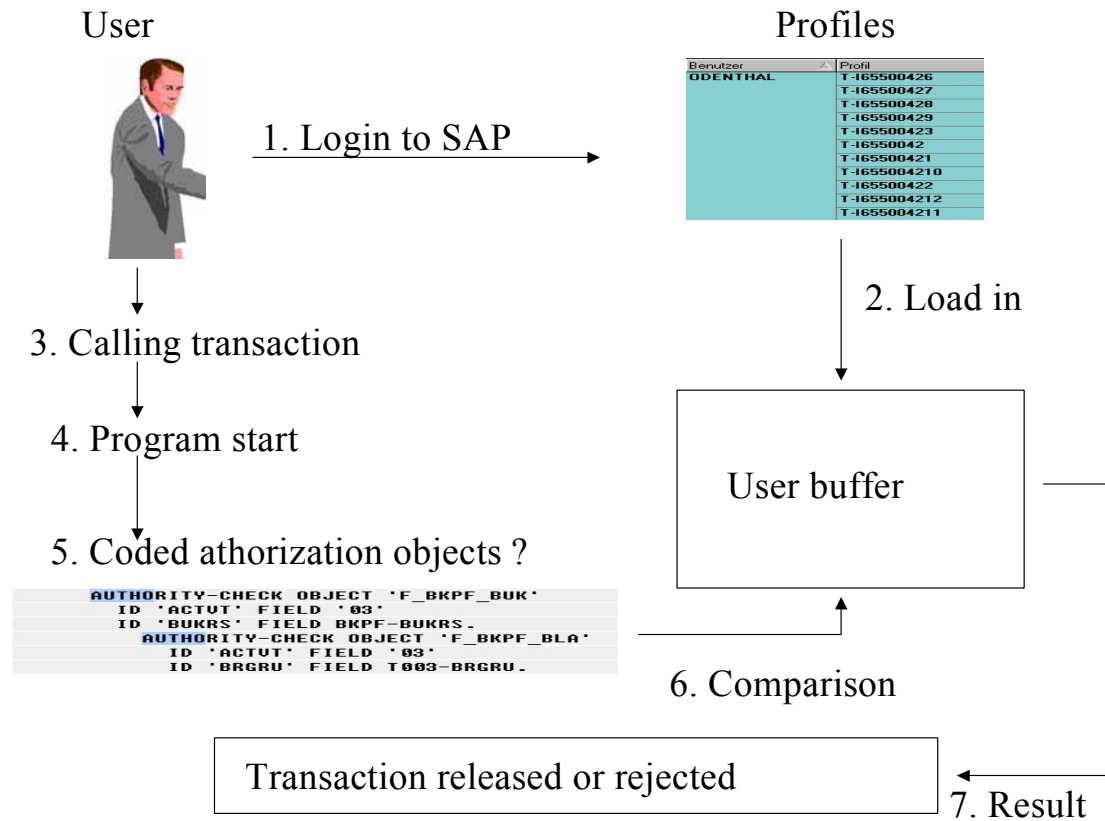 User
Profiles
Benutzer Profil
ODENTHAL T-I65500426
T-I65500427
T-I65500428
T-I65500429
T-I65500423
T-I6550042
T-I65500421
T-I655004210
T-I65500422
T-I655004212
T-I655004211
1. Login to SAP
2. Load in
3. Calling transaction
4. Program start
User buffer
5. Coded athorization objects ?
AUTHORITY-CHECK OBJECT 'F_BKPF_BUK'
ID 'ACTVT' FIELD '03'
ID 'BUKRS' FIELD BKPF-BUKRS.
AUTHORITY-CHECK OBJECT 'F_BKPF_BLA'
ID 'ACTVT' FIELD '03'
ID 'BRGRU' FIELD T003-BRGRU.
6. Comparison
Transaction released or rejected
7. Result